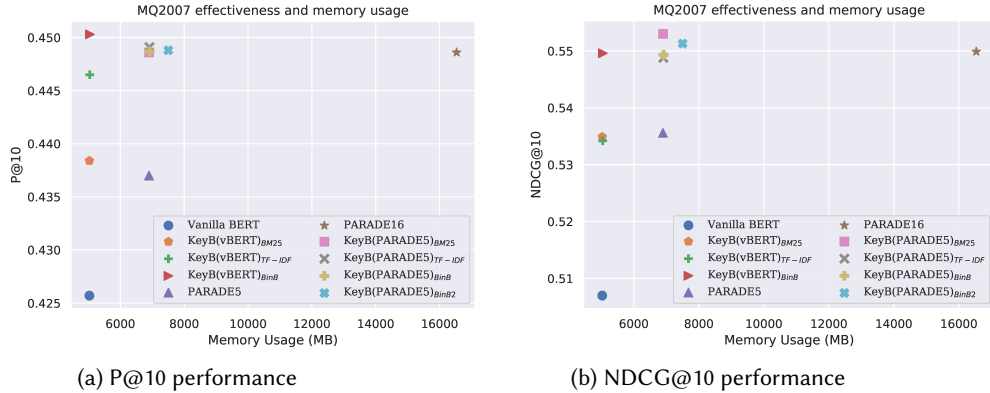 MQ2007 effectiveness and memory usage
0.450
0.445
0.440
0.435
0.430
0.425
P@10
6000 8000 10000 12000 14000 16000
Memory Usage (MB)
Vanilla BERT
KeyB(vBERT)BM25
KeyB(vBERT)TF−IDF
KeyB(vBERT)BinB
PARADE5
PARADE16
KeyB(PARADE5)BM25
KeyB(PARADE5)TF−IDF
KeyB(PARADE5)BinB
KeyB(PARADE5)BinB2
(a) P@10 performance
MQ2007 effectiveness and memory usage
0.55
0.54
0.53
0.52
0.51
NDCG@10
6000 8000 10000 12000 14000 16000
Memory Usage (MB)
Vanilla BERT
KeyB(vBERT)BM25
KeyB(vBERT)TF−IDF
KeyB(vBERT)BinB
PARADE5
PARADE16
KeyB(PARADE5)BM25
KeyB(PARADE5)TF−IDF
KeyB(PARADE5)BinB
KeyB(PARADE5)BinB2
(b) NDCG@10 performance